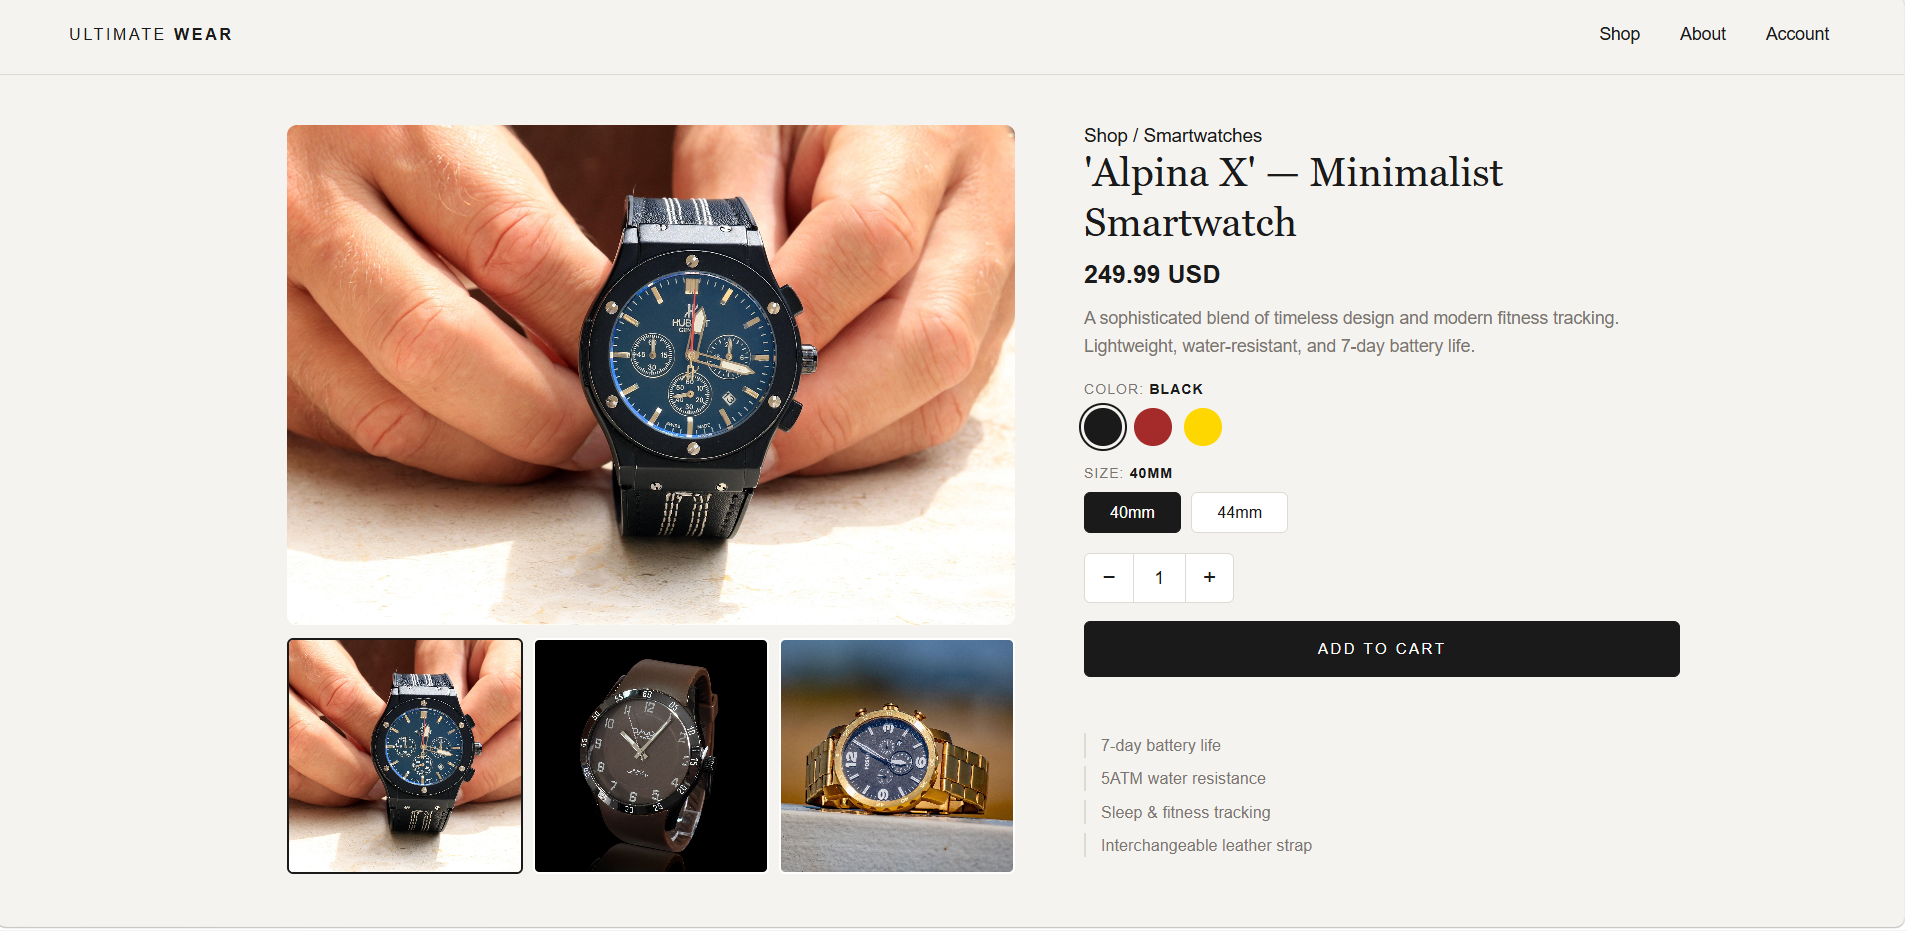 ULTIMATE WEAR
Shop
About
Account
Shop / Smartwatches
'Alpina X' — Minimalist
Smartwatch
249.99 USD
A sophisticated blend of timeless design and modern fitness tracking.
Lightweight, water-resistant, and 7-day battery life.
COLOR: BLACK
SIZE: 40MM
40mm
44mm
− 1 +
ADD TO CART
7-day battery life
5ATM water resistance
Sleep & fitness tracking
Interchangeable leather strap